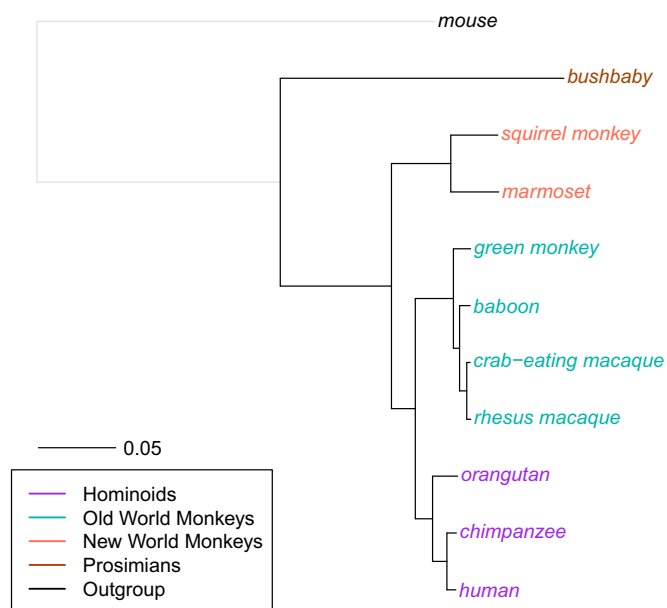 mouse
bushbaby
squirrel monkey
marmoset
green monkey
baboon
crab−eating macaque
rhesus macaque
0.05
orangutan
chimpanzee
human
Hominoids
Old World Monkeys
New World Monkeys
Prosimians
Outgroup